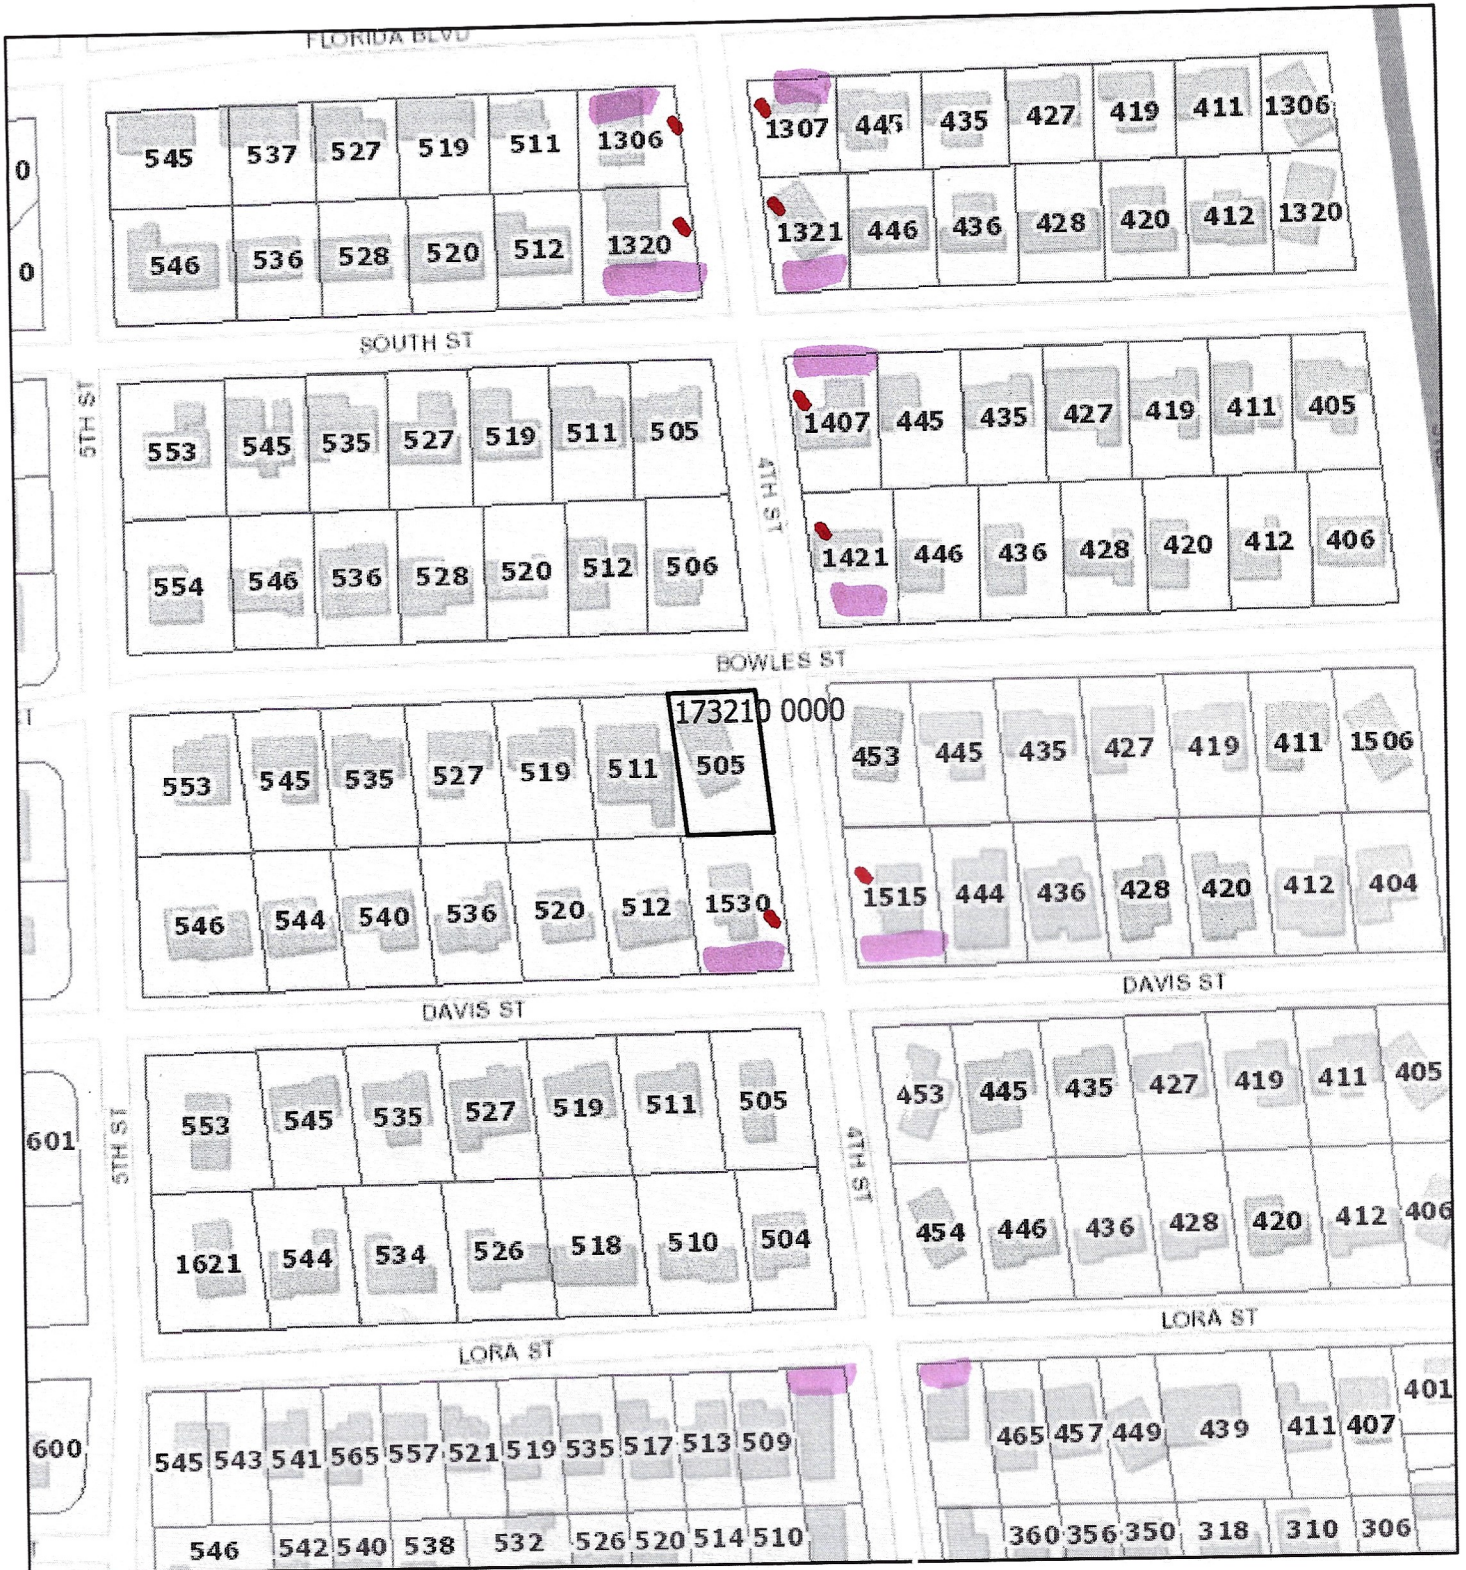 FLORIDA BLVD
545 537 527 519 511 1306
1307 445 435 427 419 411 1306
0
546 536 528 520 512 1320
1321 446 436 428 420 412 1320
0
SOUTH ST
5TH ST
553 545 535 527 519 511 505
1407 445 435 427 419 411 405
4TH ST
554 546 536 528 520 512 506
1421 446 436 428 420 412 406
BOWLES ST
173210 0000
553 545 535 527 519 511 505
453 445 435 427 419 411 1506
546 544 540 536 520 512 1530
1515 444 436 428 420 412 404
DAVIS ST
DAVIS ST
553 545 535 527 519 511 505
453 445 435 427 419 411 405
601
5TH ST
4TH ST
1621 544 534 526 518 510 504
454 446 436 428 420 412 406
LORA ST
LORA ST
600
545 543 541 565 557 521 519 535 517 513 509
465 457 449 439 411 407 401
546 542 540 538 532 526 520 514 510
360 356 350 318 310 306